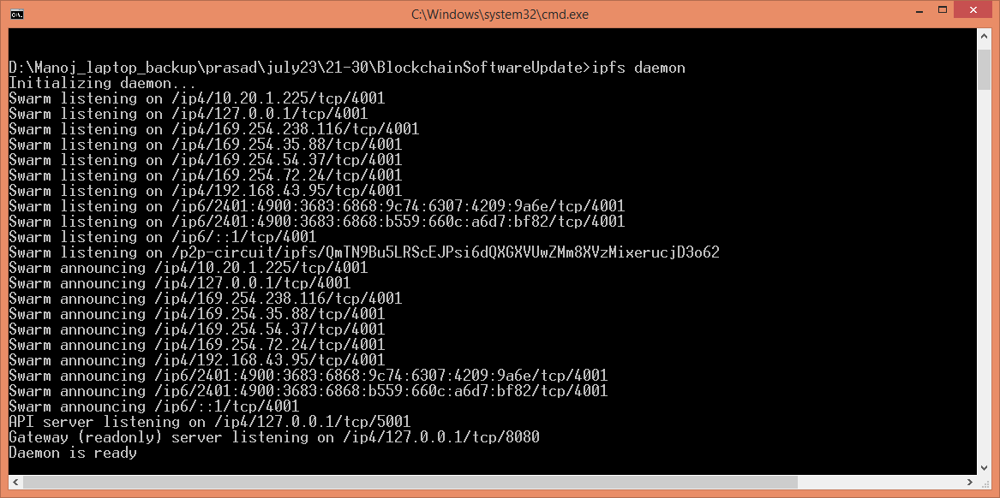 C:\Windows\system32\cmd.exe
D:\Manoj_laptop_backup\prasad\july23\21-30\BlockchainSoftwareUpdate>ipfs daemon
Initializing daemon...
Swarm listening on /ip4/10.20.1.225/tcp/4001
Swarm listening on /ip4/127.0.0.1/tcp/4001
Swarm listening on /ip4/169.254.238.116/tcp/4001
Swarm listening on /ip4/169.254.35.88/tcp/4001
Swarm listening on /ip4/169.254.54.37/tcp/4001
Swarm listening on /ip4/169.254.72.24/tcp/4001
Swarm listening on /ip4/192.168.43.95/tcp/4001
Swarm listening on /ip6/2401:4900:3683:6868:9c74:6307:4209:9a6e/tcp/4001
Swarm listening on /ip6/2401:4900:3683:6868:b559:660c:a6d7:bf82/tcp/4001
Swarm listening on /ip6/::1/tcp/4001
Swarm listening on /p2p-circuit/ipfs/QmTN9Bu5LRScEJPsi6dQXGXVUwZMm8XVzMixerucjD3o62
Swarm announcing /ip4/10.20.1.225/tcp/4001
Swarm announcing /ip4/127.0.0.1/tcp/4001
Swarm announcing /ip4/169.254.238.116/tcp/4001
Swarm announcing /ip4/169.254.35.88/tcp/4001
Swarm announcing /ip4/169.254.54.37/tcp/4001
Swarm announcing /ip4/169.254.72.24/tcp/4001
Swarm announcing /ip4/192.168.43.95/tcp/4001
Swarm announcing /ip6/2401:4900:3683:6868:9c74:6307:4209:9a6e/tcp/4001
Swarm announcing /ip6/2401:4900:3683:6868:b559:660c:a6d7:bf82/tcp/4001
Swarm announcing /ip6/::1/tcp/4001
API server listening on /ip4/127.0.0.1/tcp/5001
Gateway (readonly) server listening on /ip4/127.0.0.1/tcp/8080
Daemon is ready